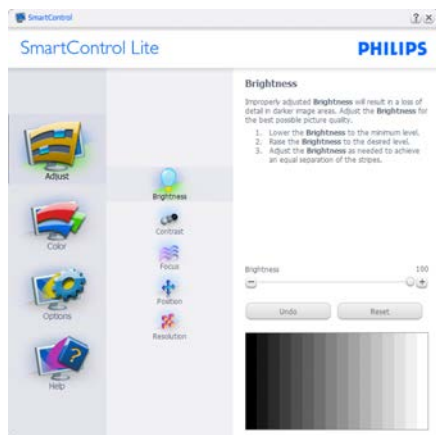 SmartControl
SmartControl Lite
PHILIPS
Adjust
Color
Options
Help
Brightness
Contrast
Focus
Position
Resolution
Brightness
Improperly adjusted Brightness will result in a loss of
detail in darker image areas. Adjust the Brightness for
the best possible picture quality.
1. Lower the Brightness to the minimum level.
2. Raise the Brightness to the desired level.
3. Adjust the Brightness as needed to achieve
an equal separation of the stripes.
Brightness 100
Undo Reset